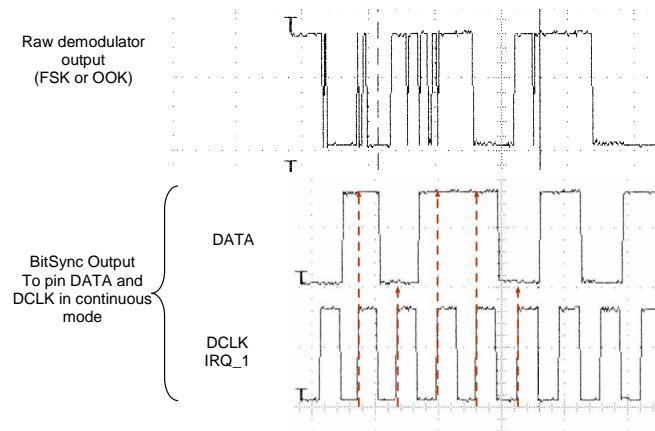 Raw demodulator
output
(FSK or OOK)
T
T
BitSync Output
To pin DATA and
DCLK in continuous
mode
DATA
T
DCLK
IRQ_1
T